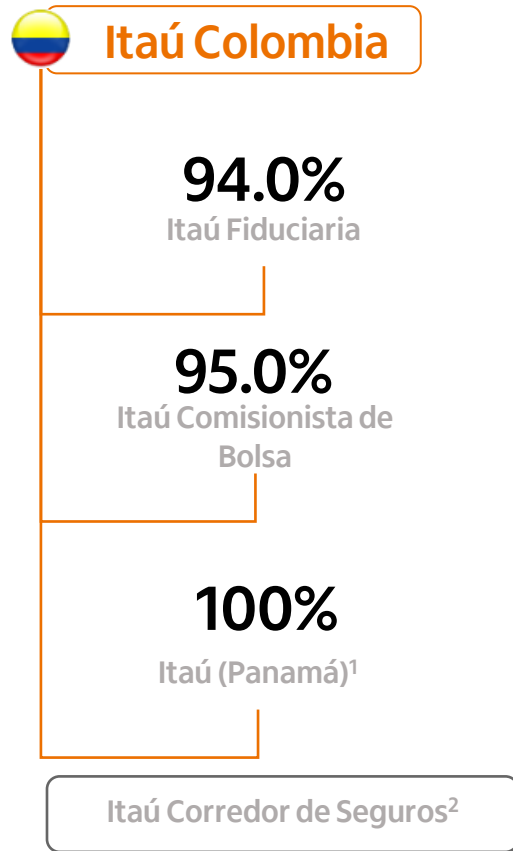 Itaú Colombia
94.0%
Itaú Fiduciaria
95.0%
Itaú Comisionista de
Bolsa
100%
Itaú (Panamá)¹
Itaú Corredor de Seguros²